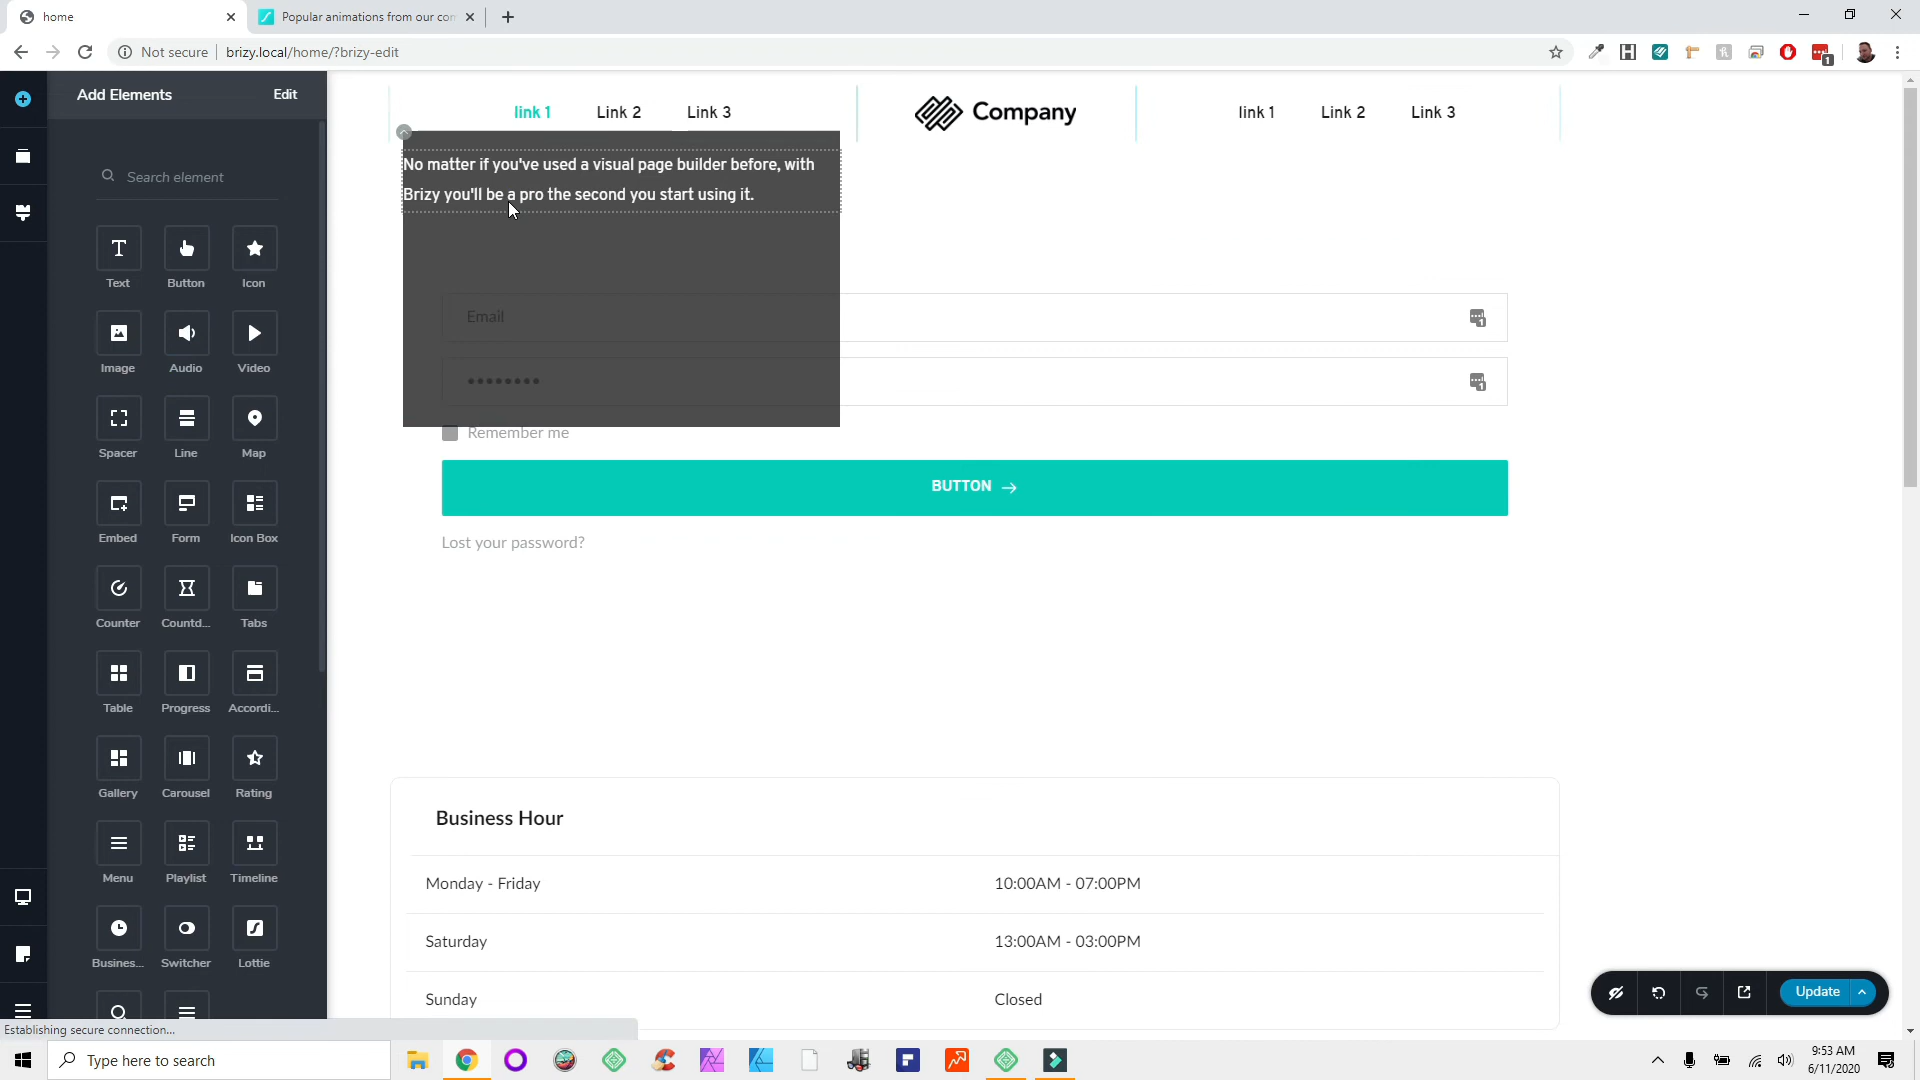 home
Popular animations from our com
Not secure
brizy.local/home/?brizy-edit
1
Add Elements
Edit
Search element
Text
Button
Icon
Image
Audio
Video
Spacer
Line
Map
Embed
Form
Icon Box
Counter
Countd...
Tabs
Table
Progress
Accordi...
Gallery
Carousel
Rating
Menu
Playlist
Timeline
Busines...
Switcher
Lottie
link 1
Link 2
Link 3
Company
link 1
Link 2
Link 3
No matter if you've used a visual page builder before, with
Brizy you'll be a pro the second you start using it.
Email
1
1
Remember me
BUTTON
Lost your password?
Business Hour
Monday - Friday
10:00AM - 07:00PM
Saturday
13:00AM - 03:00PM
Sunday
Closed
Update
Establishing secure connection...
Type here to search
9:53 AM
6/11/2020